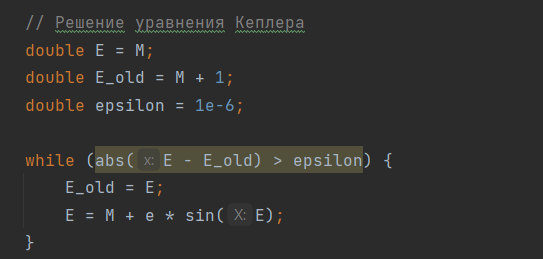 // Решение уравнения Кеплера
double E = M;
double E_old = M + 1;
double epsilon = 1e-6;
while (abs( x: E - E_old) > epsilon) {
E_old = E;
E = M + e * sin( X: E);
}